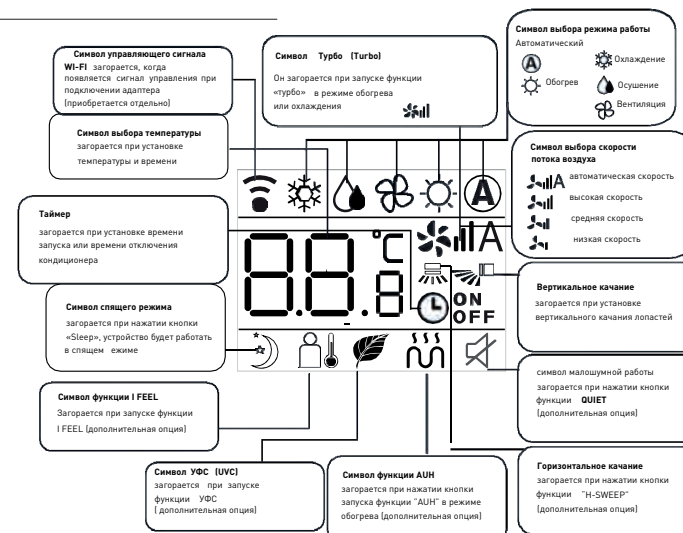 Символ управляющего сигнала
WI-FI загорается, когда
появляется сигнал управления при
подключении адаптера
(приобретается отдельно)
Символ Турбо (Turbo)
Он загорается при запуске функции
«турбо» в режиме обогрева
или охлаждения
Символ выбора режима работы
Автоматический
A
Охлаждение
Обогрев
Осушение
Вентиляция
Символ выбора температуры
загорается при установке
температуры и времени
Символ выбора скорости
потока воздуха
A автоматическая скорость
высокая скорость
средняя скорость
низкая скорость
Таймер
загорается при установке времени
запуска или времени отключения
кондиционера
A
88.8 °C
A
ON
OFF
Вертикальное качание
загорается при установке
вертикального качания лопастей
Символ спящего режима
загорается при нажатии кнопки
«Sleep», устройство будет работать
в спящем ежиме
символ малошумной работы
загорается при нажатии кнопки
функции QUIET
(дополнительная опция)
Символ функции I FEEL
Загорается при запуске функции
I FEEL (дополнительная опция)
Символ УФС (UVC)
загорается при запуске
функции УФС
( дополнительная опция)
Символ функции AUH
загорается при нажатии кнопки
запуска функции "AUH" в режиме
обогрева (дополнительная опция)
Горизонтальное качание
загорается при нажатии кнопки
функции "H-SWEEP"
(дополнительная опция)